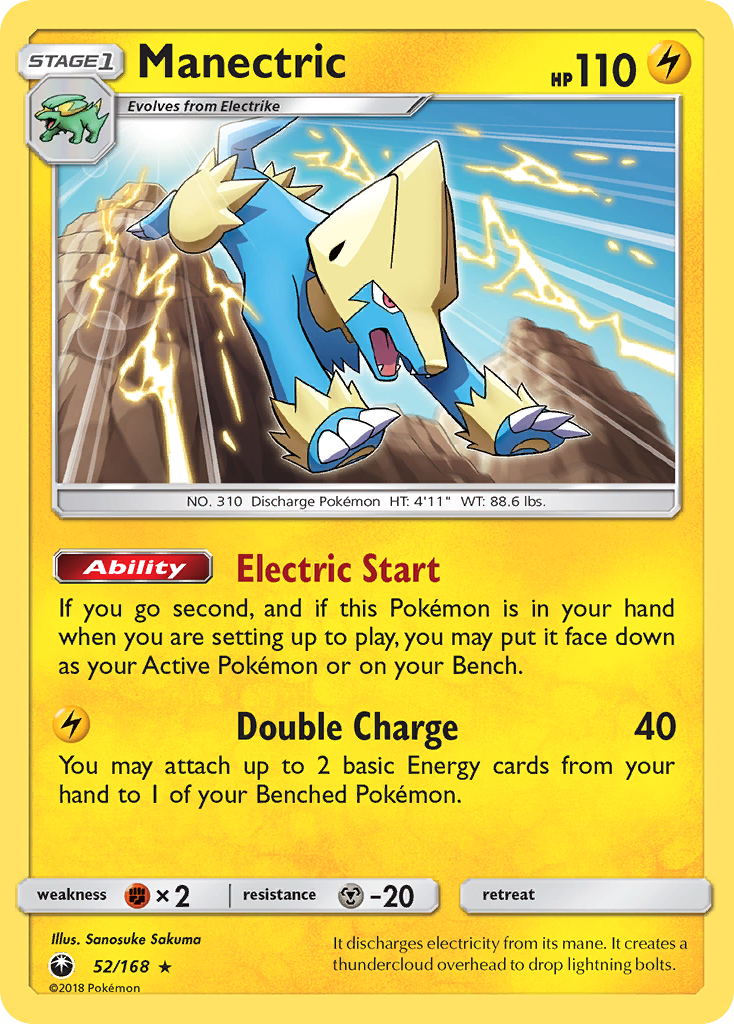 STAGE1 Manectric HP110
Evolves from Electrike
NO. 310 Discharge Pokémon HT: 4'11" WT: 88.6 lbs.
Ability Electric Start
If you go second, and if this Pokémon is in your hand
when you are setting up to play, you may put it face down
as your Active Pokémon or on your Bench.
Double Charge 40
You may attach up to 2 basic Energy cards from your
hand to 1 of your Benched Pokémon.
weakness ×2 resistance -20 retreat
Illus. Sanosuke Sakuma
52/168 ★
©2018 Pokémon
It discharges electricity from its mane. It creates a
thundercloud overhead to drop lightning bolts.